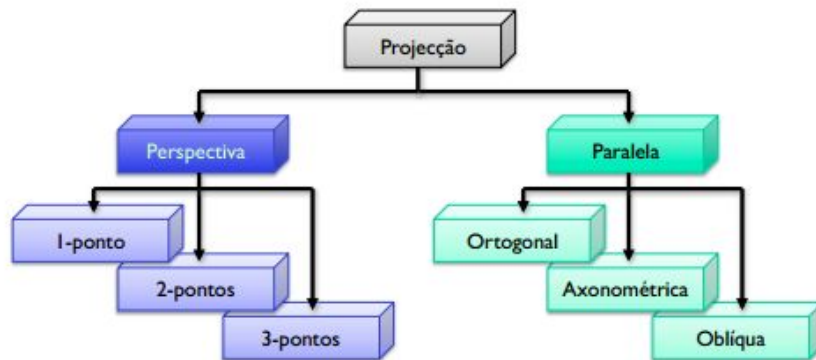 Projecção
Perspectiva
Paralela
1-ponto
Ortogonal
2-pontos
Axonométrica
3-pontos
Oblíqua